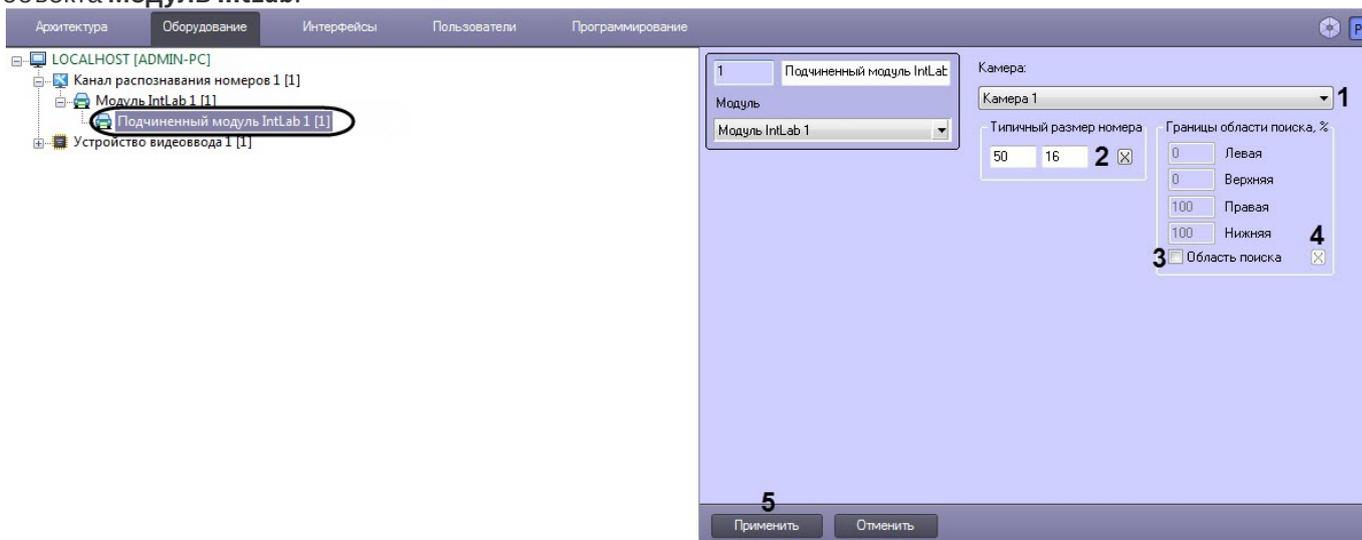 объекта Модуль IntLab.
Архитектура Оборудование Интерфейсы Пользователи Программирование
LOCALHOST [ADMIN-PC]
Канал распознавания номеров 1 [1]
Модуль IntLab 1 [1]
Подчиненный модуль IntLab 1 [1]
Устройство видеоввода 1 [1]
1 Подчиненный модуль IntLab
Модуль
Модуль IntLab 1
Камера:
Камера 1 1
Типичный размер номера
50 16 2
Границы области поиска, %
0 Левая
0 Верхняя
100 Правая
100 Нижняя
4
3 Область поиска
5
Применить Отменить